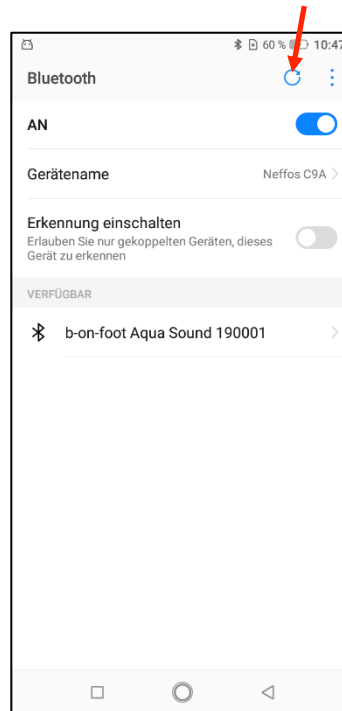 60 % 10:47
Bluetooth
AN
Gerätename Neffos C9A
Erkennung einschalten
Erlauben Sie nur gekoppelten Geräten, dieses
Gerät zu erkennen
VERFÜGBAR
b-on-foot Aqua Sound 190001